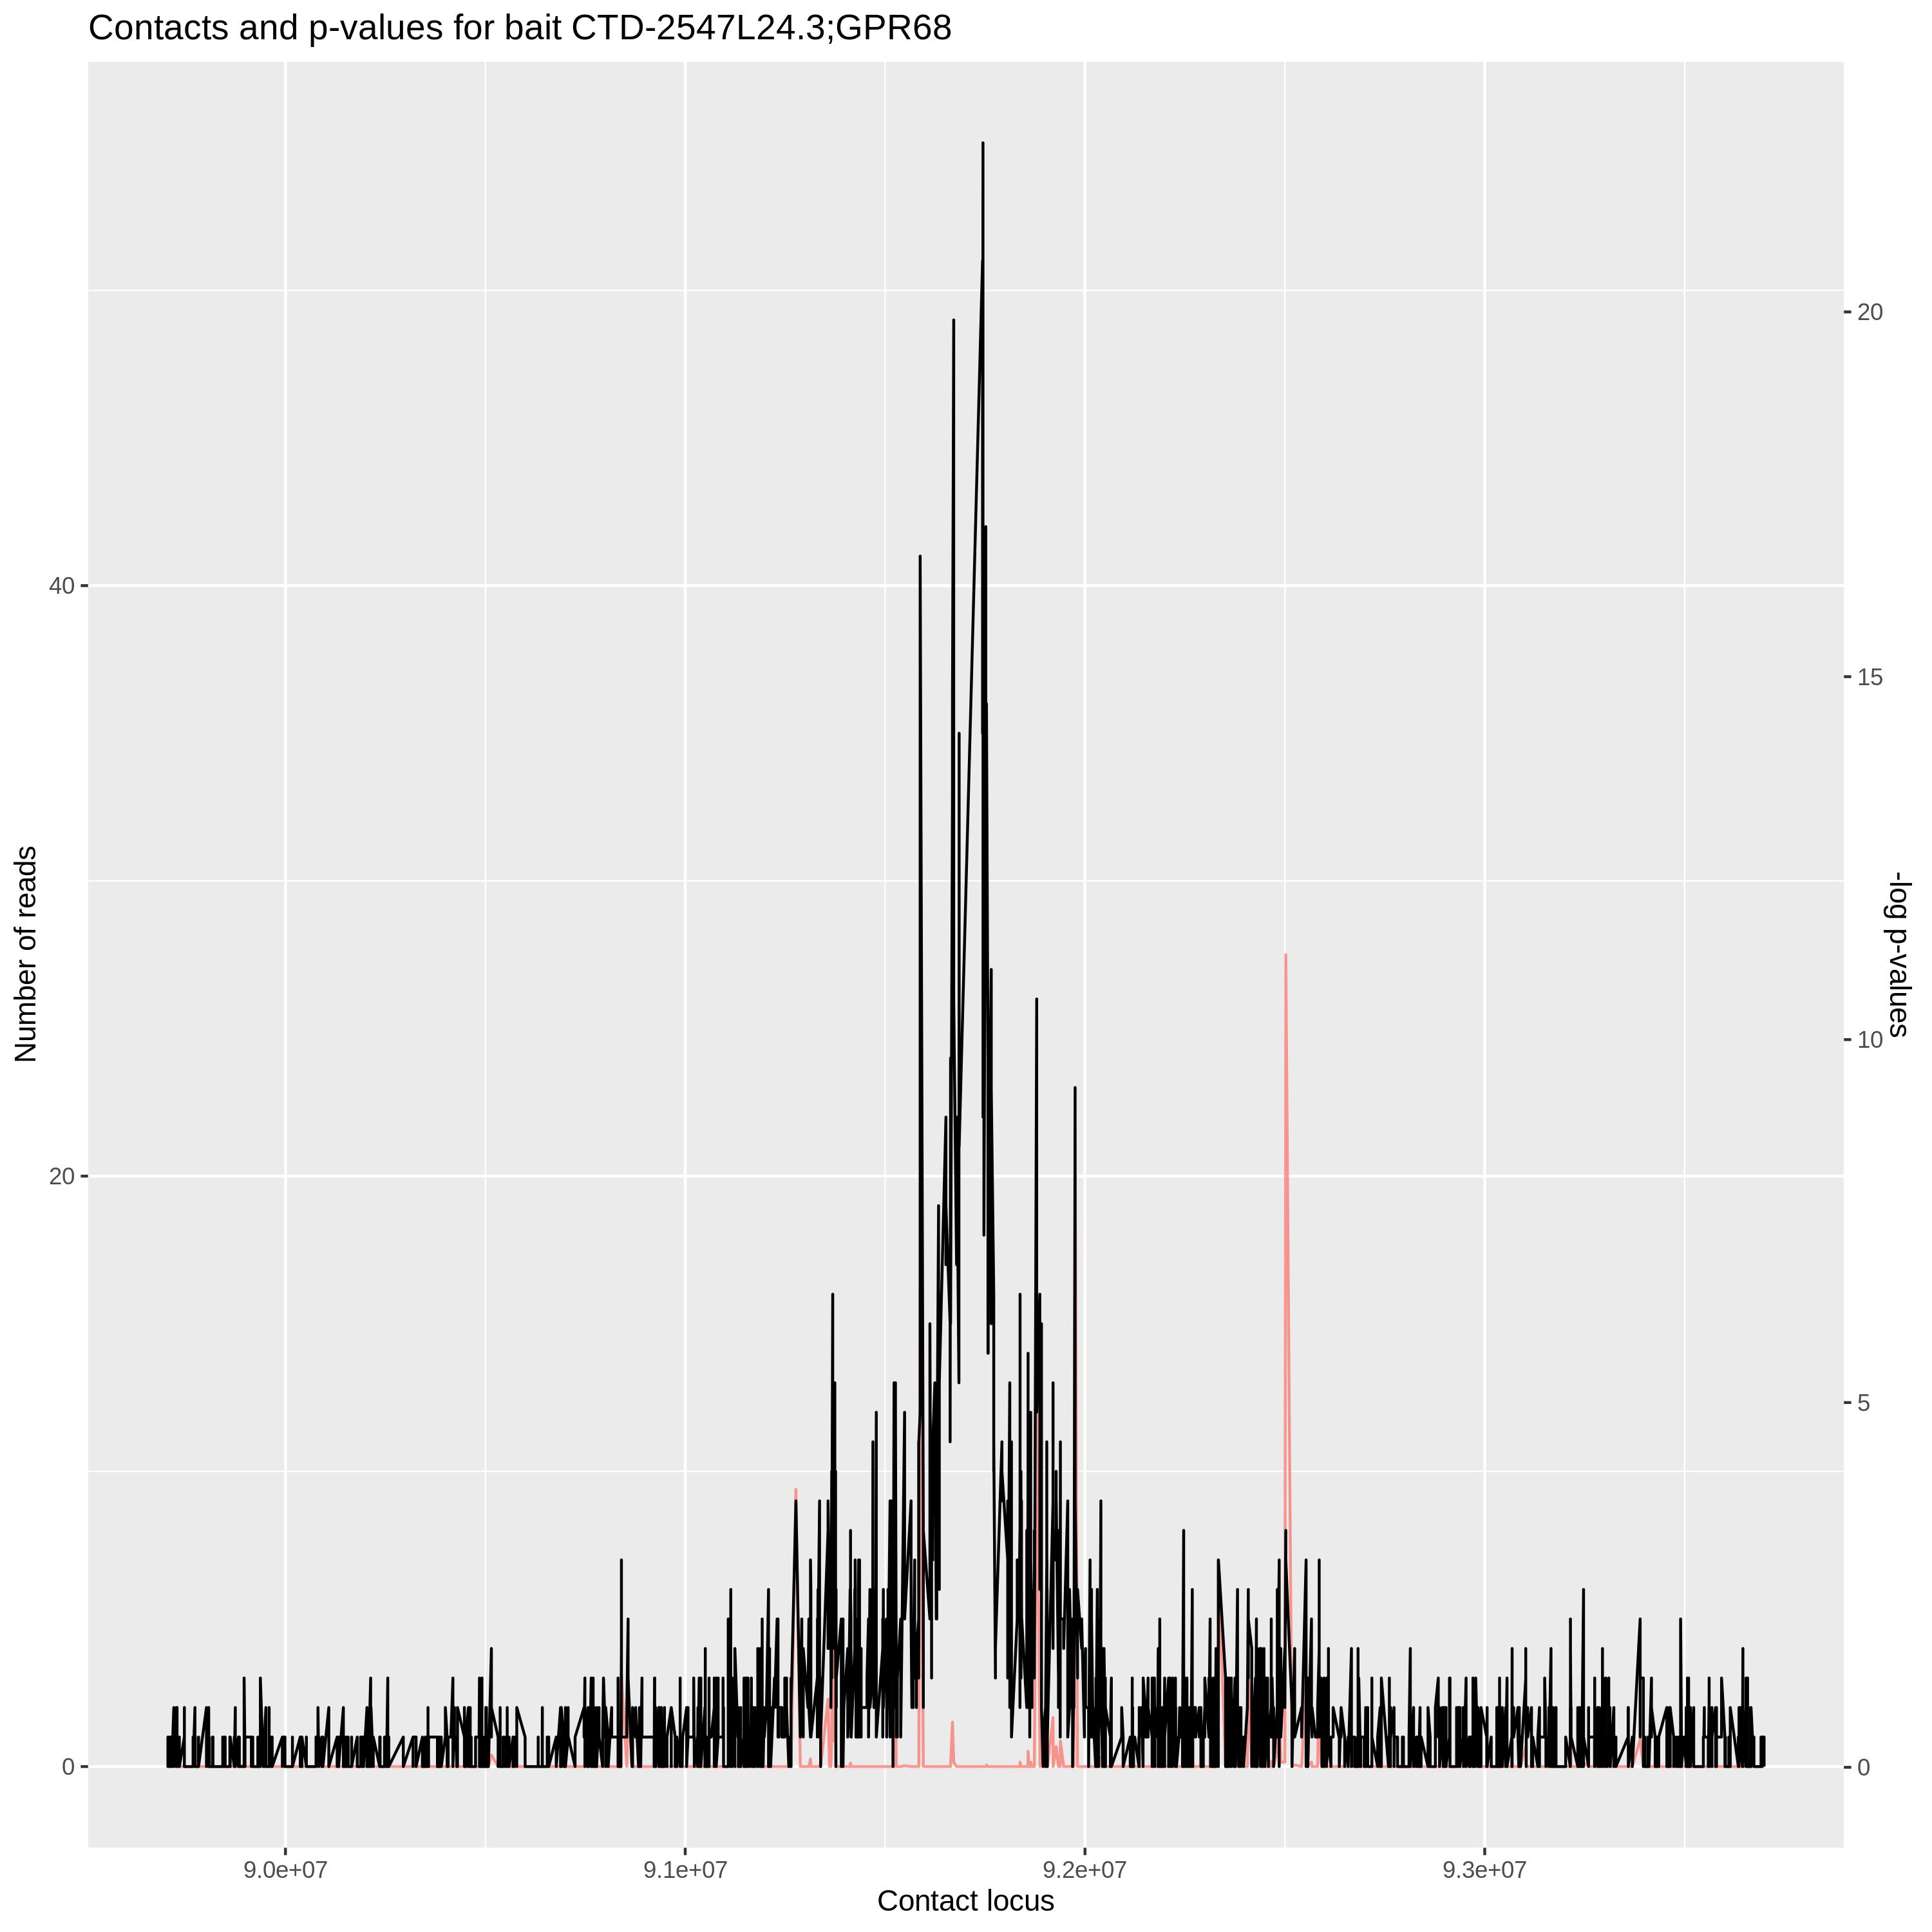 Contacts and p-values for bait CTD-2547L24.3;GPR68
Number of reads
40
20
0
20
15
10
5
0
-log p-values
9.0e+07
9.1e+07
9.2e+07
9.3e+07
Contact locus